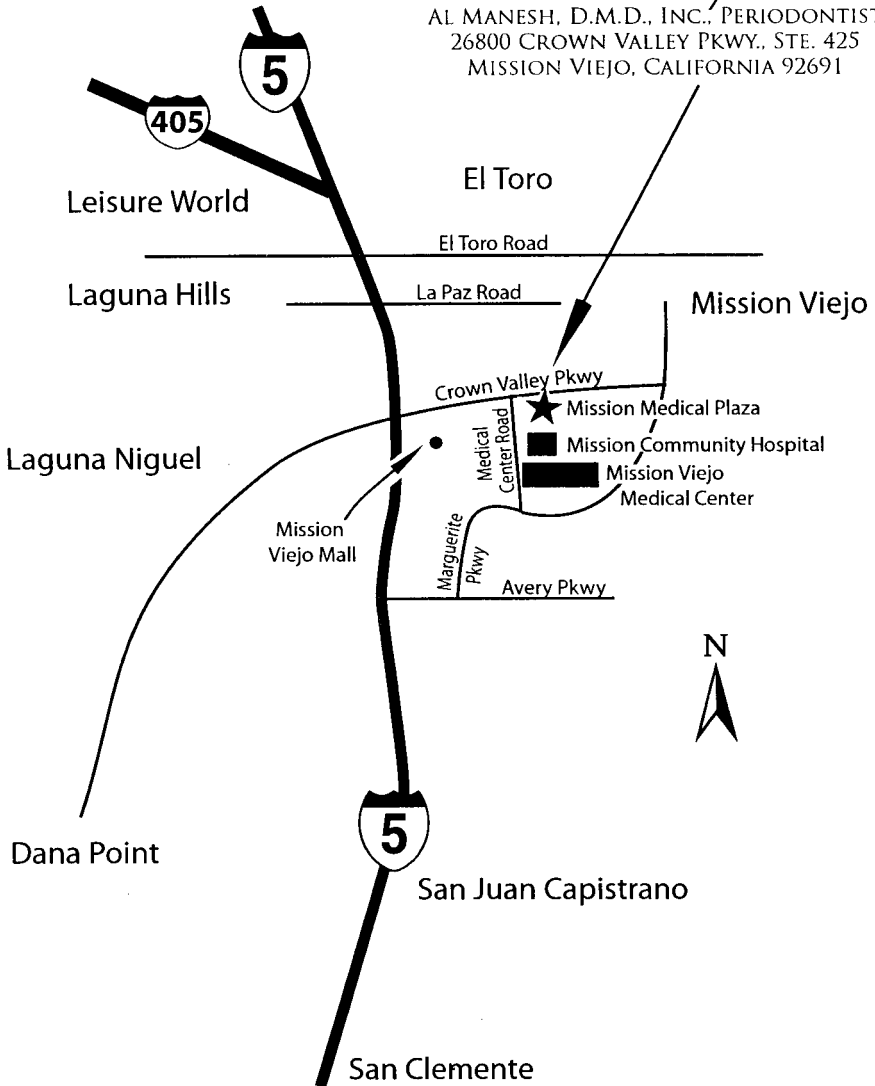 AL MANESH, D.M.D., INC., PERIODONTIST
26800 CROWN VALLEY PKWY., STE. 425
MISSION VIEJO, CALIFORNIA 92691
5
405
El Toro
Leisure World
El Toro Road
Laguna Hills
La Paz Road
Mission Viejo
Crown Valley Pkwy
Mission Medical Plaza
Medical
Center Road
Mission Community Hospital
Laguna Niguel
Mission Viejo
Medical Center
Mission
Viejo Mall
Marguerite
Pkwy
Avery Pkwy
N
5
Dana Point
San Juan Capistrano
San Clemente